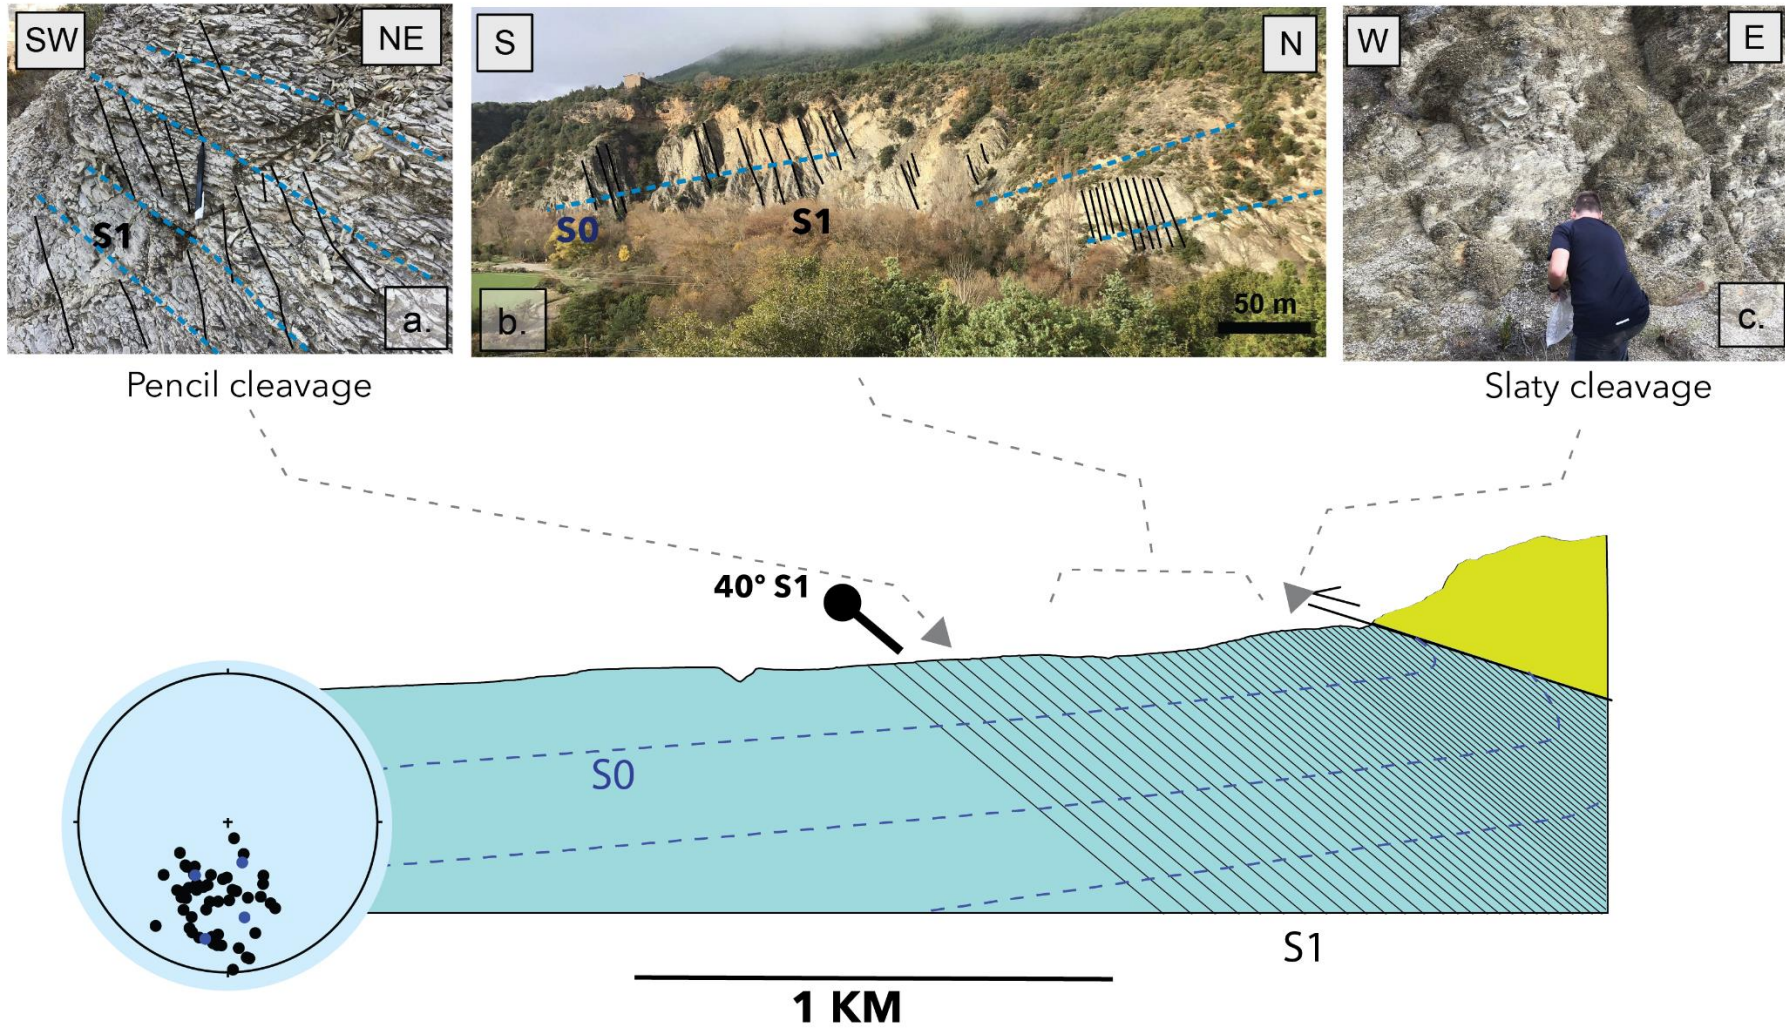 SW
NE
S1
a.
S
N
S0
S1
b.
50 m
W
E
c.
Pencil cleavage
Slaty cleavage
40° S1
S0
S1
1 KM